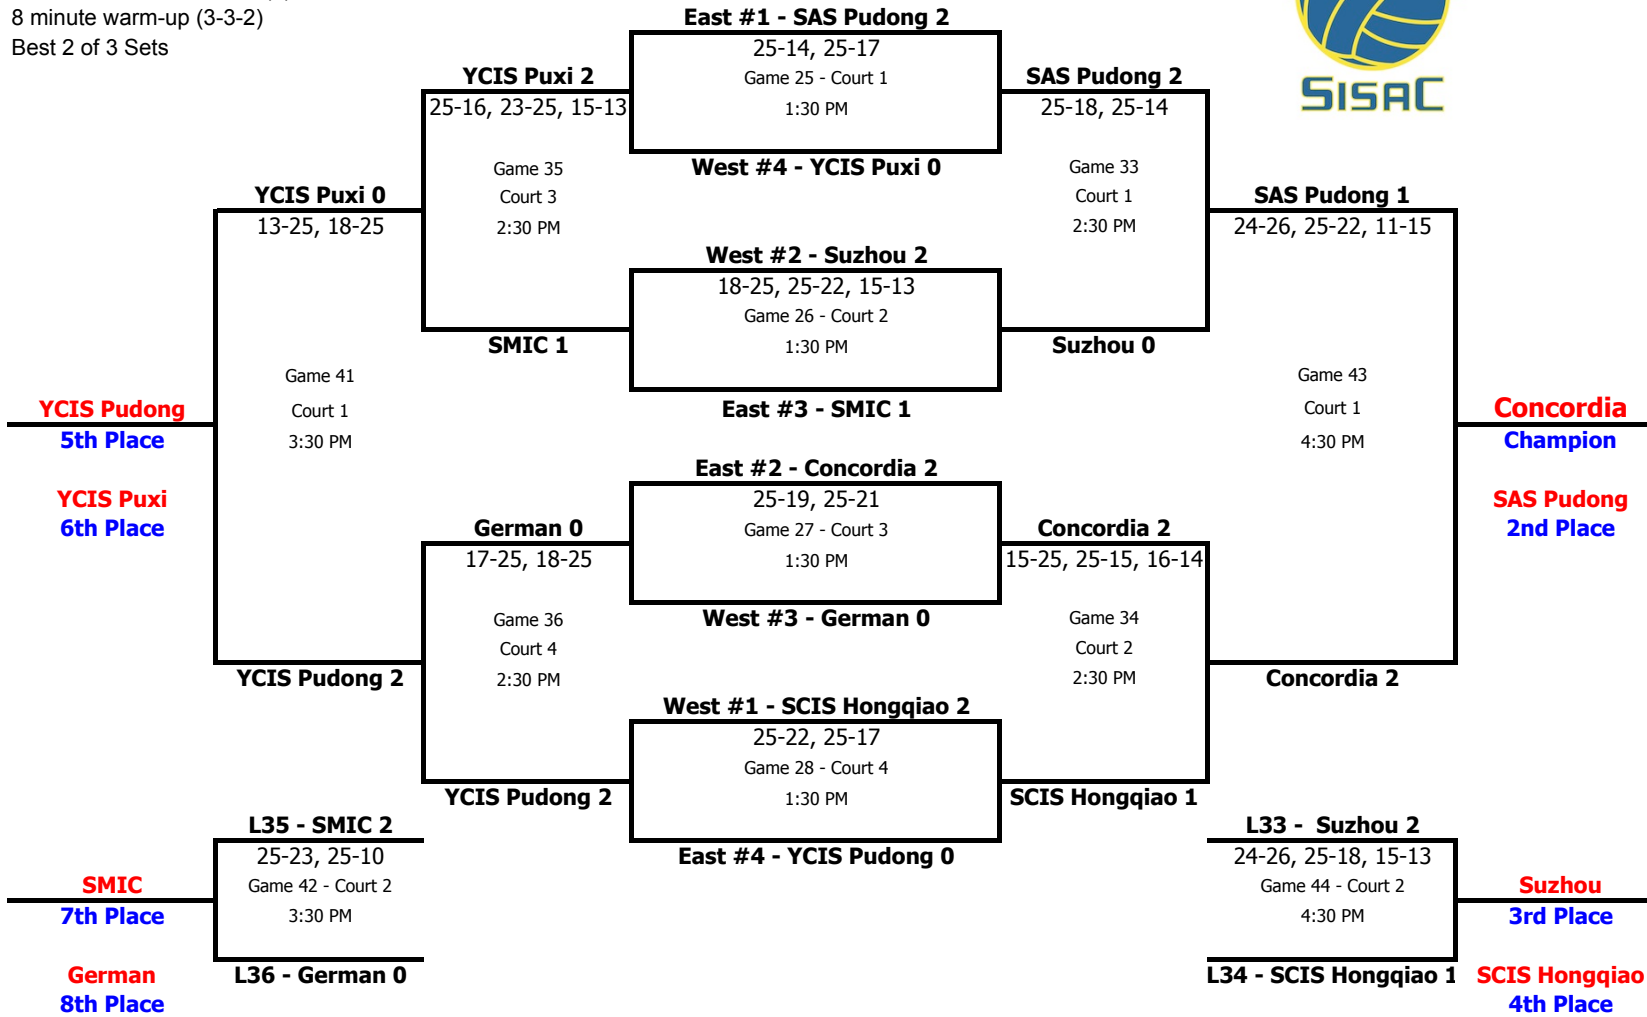 8 minute warm-up (3-3-2)
Best 2 of 3 Sets
SISAC
East #1 - SAS Pudong 2
25-14, 25-17
Game 25 - Court 1
1:30 PM
West #4 - YCIS Puxi 0
West #2 - Suzhou 2
18-25, 25-22, 15-13
Game 26 - Court 2
1:30 PM
East #3 - SMIC 1
East #2 - Concordia 2
25-19, 25-21
Game 27 - Court 3
1:30 PM
West #3 - German 0
West #1 - SCIS Hongqiao 2
25-22, 25-17
Game 28 - Court 4
1:30 PM
East #4 - YCIS Pudong 0
YCIS Puxi 2
25-16, 23-25, 15-13
Game 35
Court 3
2:30 PM
SMIC 1
German 0
17-25, 18-25
Game 36
Court 4
2:30 PM
YCIS Pudong 2
YCIS Puxi 0
13-25, 18-25
Game 41
Court 1
3:30 PM
YCIS Pudong 2
YCIS Pudong
5th Place
YCIS Puxi
6th Place
L35 - SMIC 2
25-23, 25-10
Game 42 - Court 2
3:30 PM
L36 - German 0
SMIC
7th Place
German
8th Place
SAS Pudong 2
25-18, 25-14
Game 33
Court 1
2:30 PM
Suzhou 0
Concordia 2
15-25, 25-15, 16-14
Game 34
Court 2
2:30 PM
SCIS Hongqiao 1
SAS Pudong 1
24-26, 25-22, 11-15
Game 43
Court 1
4:30 PM
Concordia 2
Concordia
Champion
SAS Pudong
2nd Place
L33 - Suzhou 2
24-26, 25-18, 15-13
Game 44 - Court 2
4:30 PM
L34 - SCIS Hongqiao 1
Suzhou
3rd Place
SCIS Hongqiao
4th Place